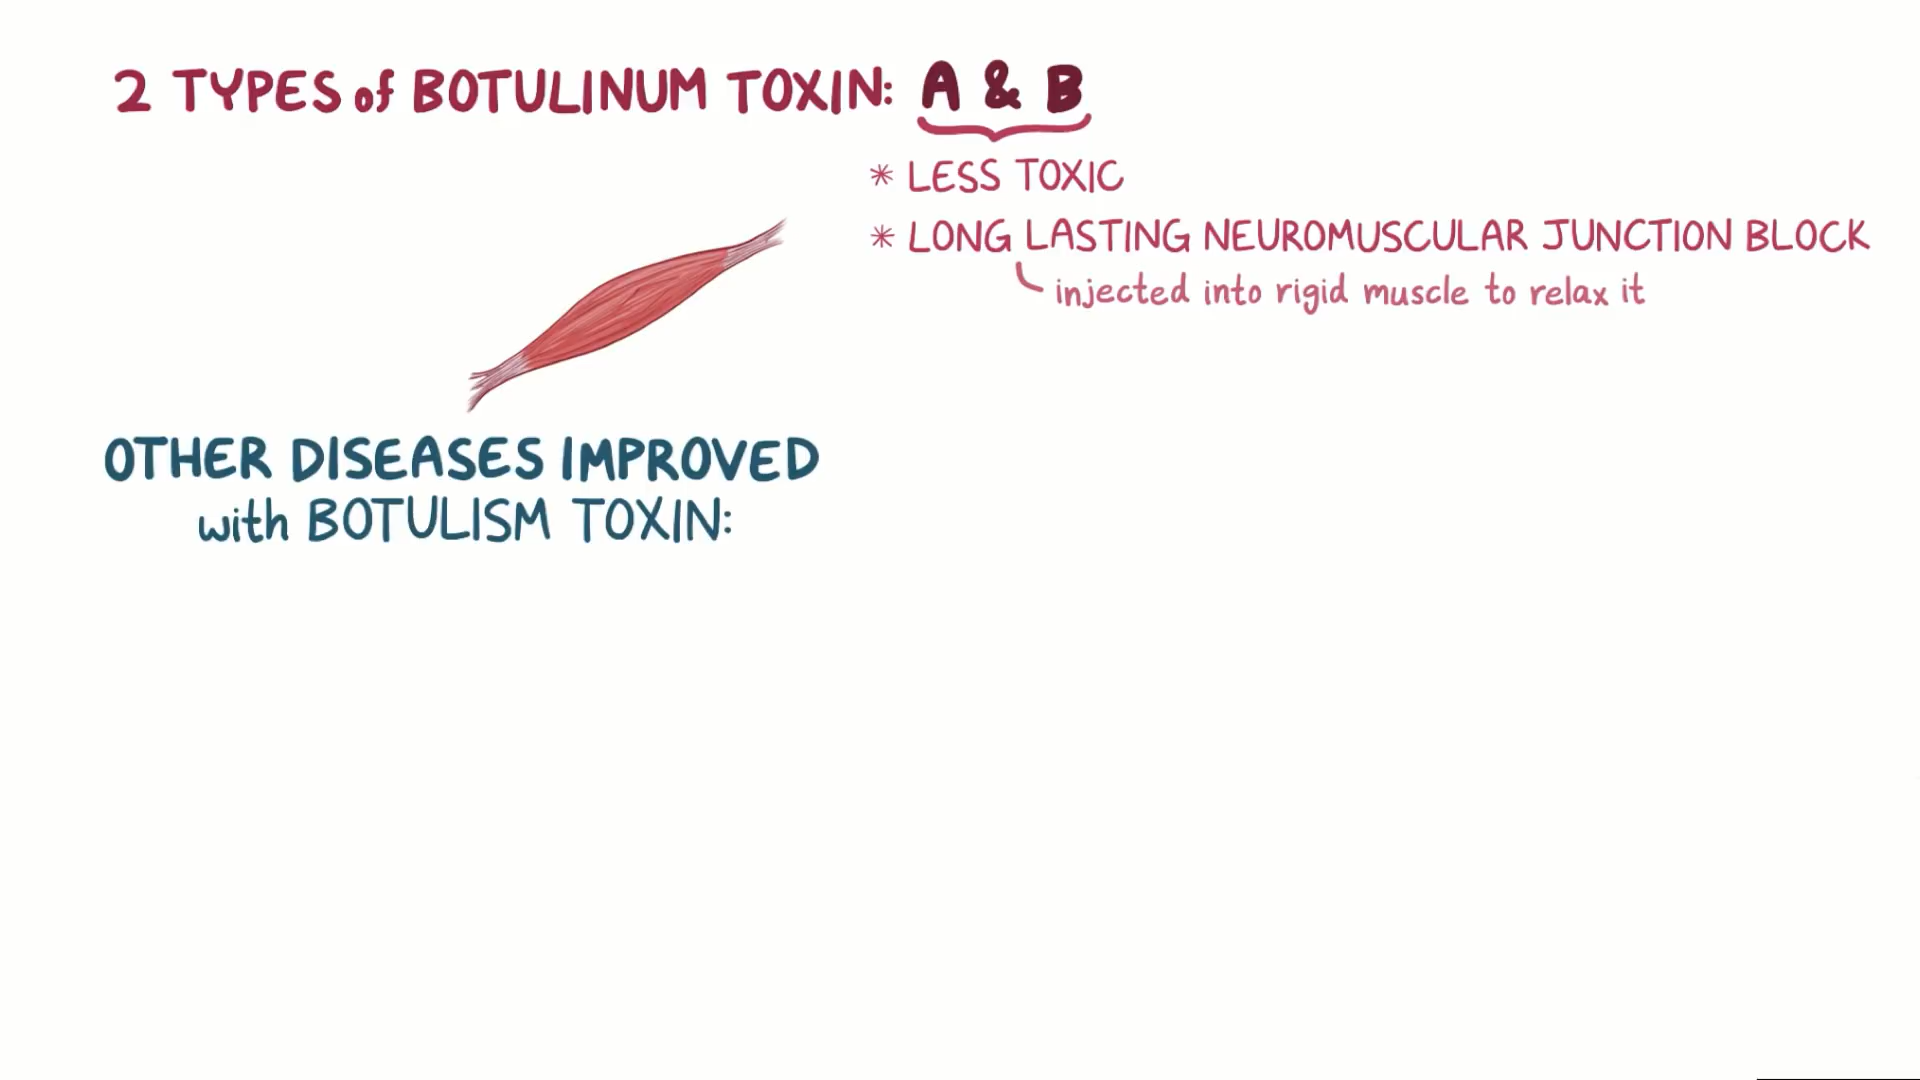 2 TYPES of BOTULINUM TOXIN: A & B
* LESS TOXIC
* LONG LASTING NEUROMUSCULAR JUNCTION BLOCK
injected into rigid muscle to relax it
OTHER DISEASES IMPROVED
with BOTULISM TOXIN: